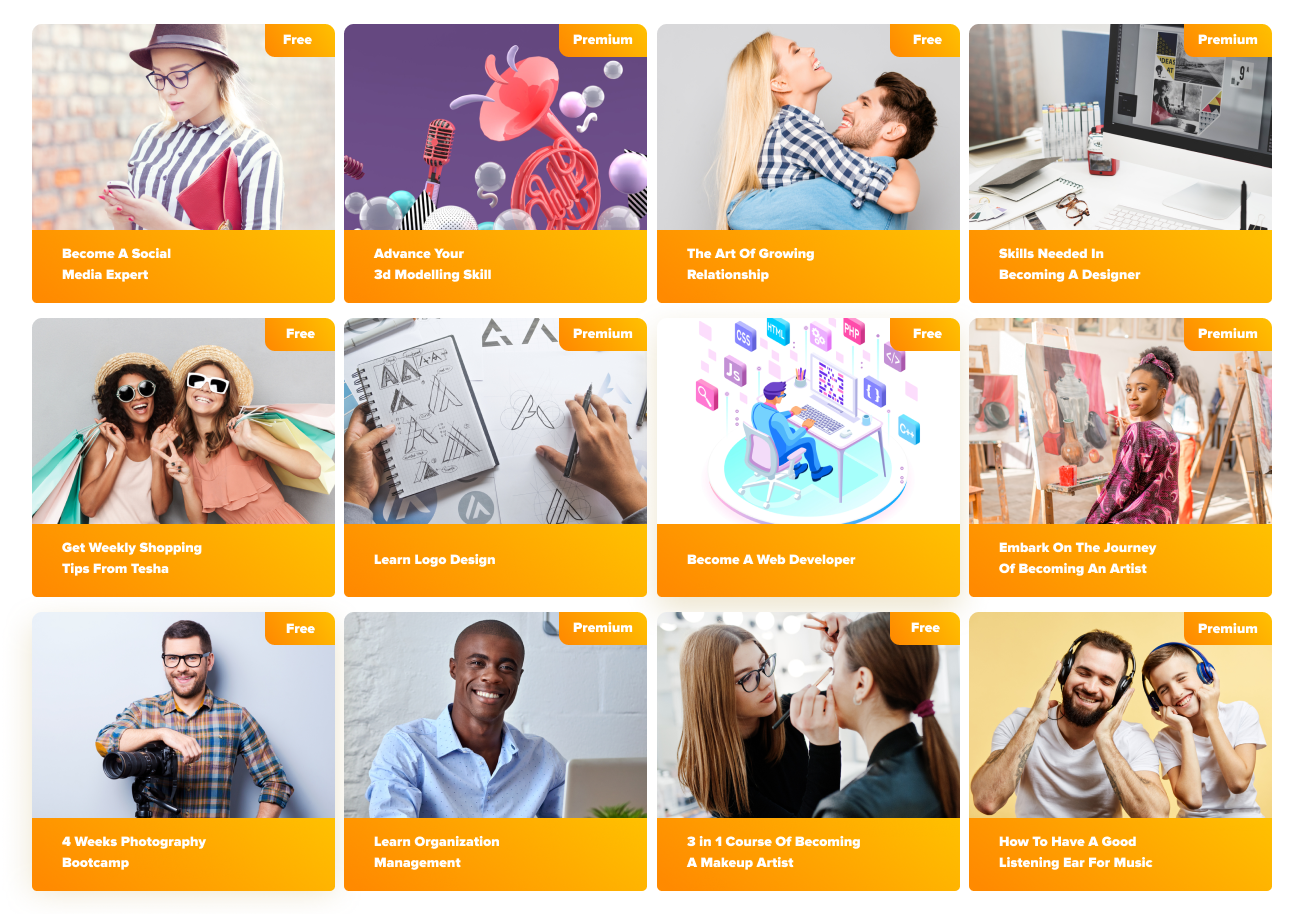 Free
Become A Social
Media Expert
Premium
Advance Your
3d Modelling Skill
Free
The Art Of Growing
Relationship
Premium
IDEAS
Skills Needed In
Becoming A Designer
Free
Get Weekly Shopping
Tips From Tesha
Premium
Learn Logo Design
Free
CSS
HTML
PHP
</>
Js
{ }
C++
Become A Web Developer
Premium
Embark On The Journey
Of Becoming An Artist
Free
4 Weeks Photography
Bootcamp
Premium
Learn Organization
Management
Free
3 in 1 Course Of Becoming
A Makeup Artist
Premium
How To Have A Good
Listening Ear For Music